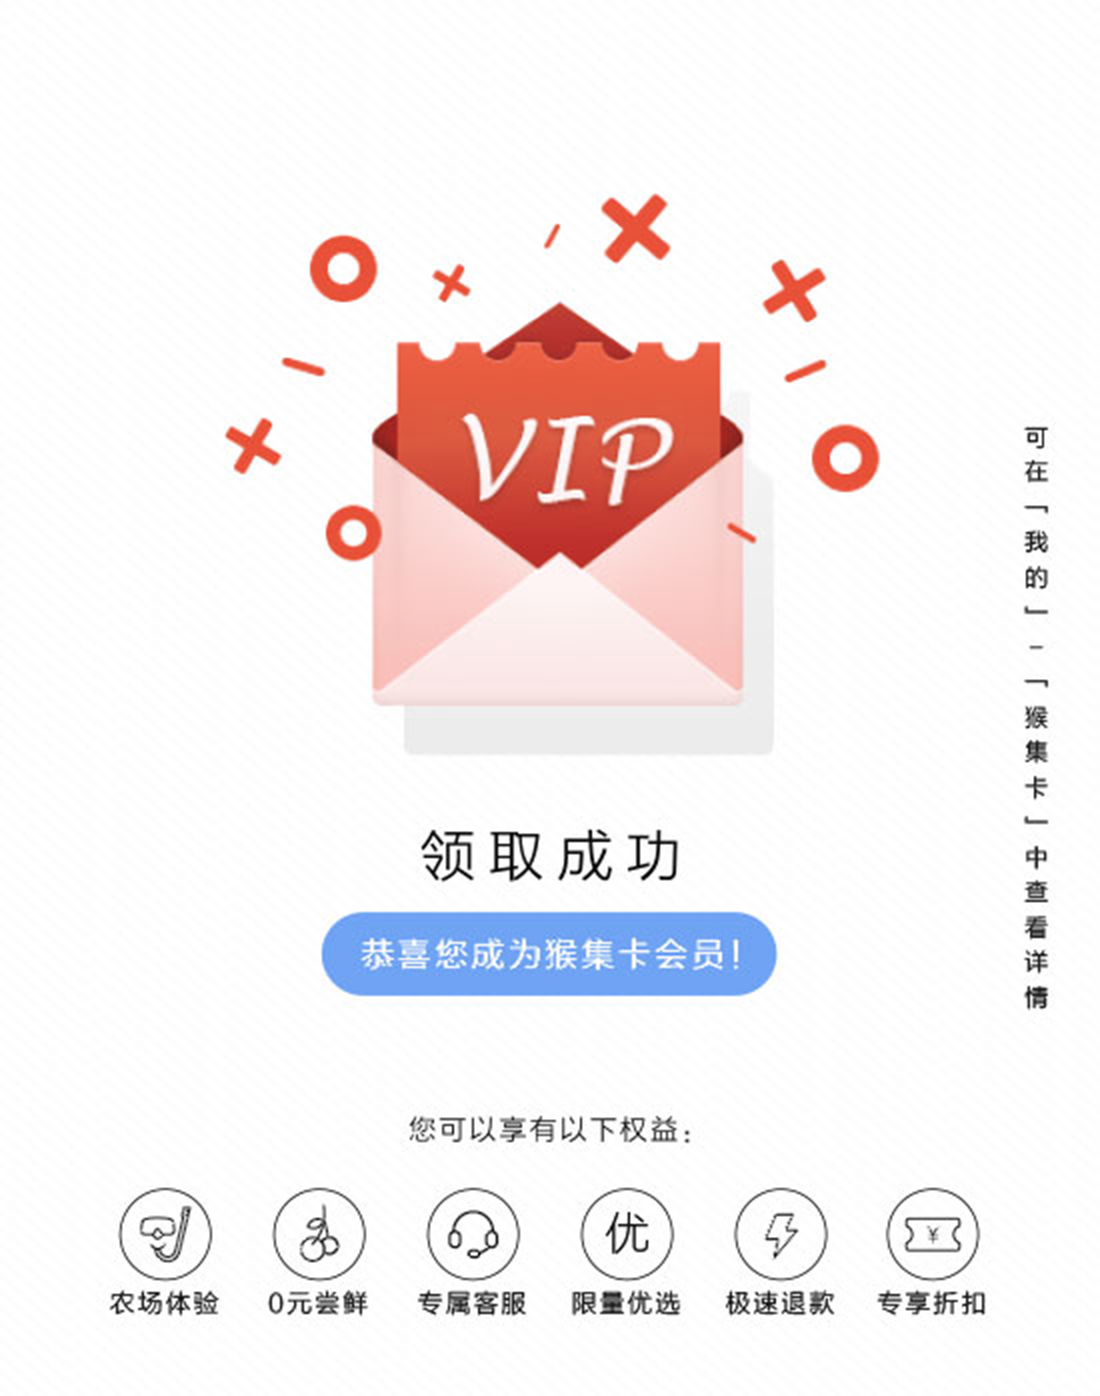 VIP
可在「我的」-「猴集卡」中查看详情
领取成功
恭喜您成为猴集卡会员！
您可以享有以下权益：
优
¥
农场体验
0元尝鲜
专属客服
限量优选
极速退款
专享折扣